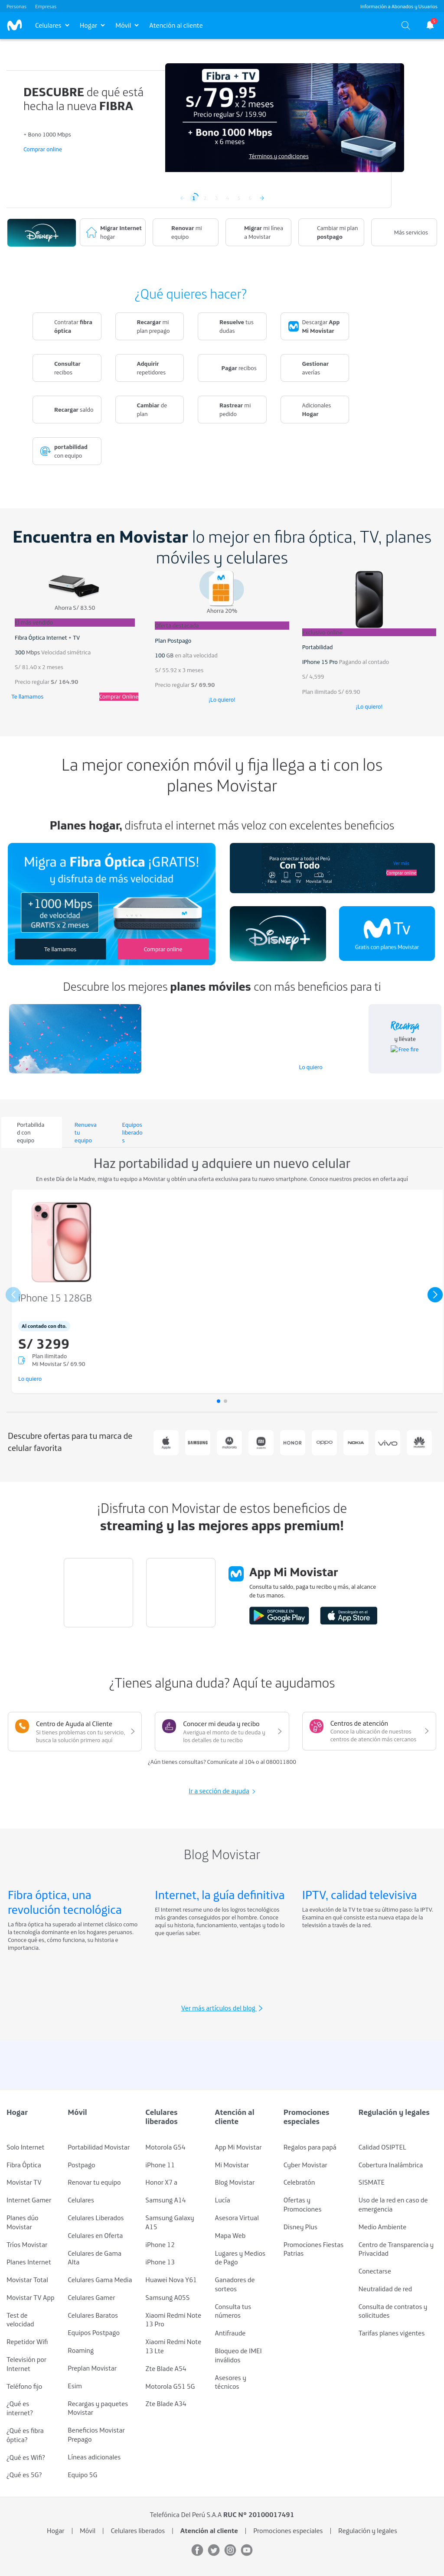 Personas Empresas Información a Abonados y Usuarios
Celulares Hogar Móvil Atención al cliente
DESCUBRE de qué está
hecha la nueva FIBRA
+ Bono 1000 Mbps
Comprar online
Fibra + TV
S/ 79.95 x 2 meses
Precio regular S/ 159.90
+ Bono 1000 Mbps
x 6 meses
Términos y condiciones
1
Disney+
Migrar Internet
hogar
Renovar mi
equipo
Migrar mi línea
a Movistar
Cambiar mi plan
postpago
Más servicios
¿Qué quieres hacer?
Contratar fibra
óptica
Recargar mi
plan prepago
Resuelve tus
dudas
Descargar App
Mi Movistar
Consultar
recibos
Adquirir
repetidores
Pagar recibos
Gestionar
averías
Recargar saldo
Cambiar de
plan
Rastrear mi
pedido
Adicionales
Hogar
portabilidad
con equipo
Encuentra en Movistar lo mejor en fibra óptica, TV, planes
móviles y celulares
Ahorra S/ 83.50
Fibra Óptica Internet + TV
300 Mbps Velocidad simétrica
S/ 81.40 x 2 meses
Precio regular S/ 164.90
Te llamamos Comprar Online
Ahorra 20%
Plan Postpago
100 GB en alta velocidad
S/ 55.92 x 3 meses
Precio regular S/ 69.90
¡Lo quiero!
Portabilidad
IPhone 15 Pro Pagando al contado
S/ 4,599
Plan Ilimitado S/ 69.90
¡Lo quiero!
La mejor conexión móvil y fija llega a ti con los
planes Movistar
Planes hogar, disfruta el internet más veloz con excelentes beneficios
Migra a Fibra Óptica ¡GRATIS!
y disfruta de más velocidad
+1000 Mbps
de velocidad
GRATIS x 2 meses
Te llamamos Comprar online
Para conectar a todo el Perú
Con Todo
Fibra Móvil TV Movistar Total
Ver más
Comprar online
Disney+
Tv
Gratis con planes Movistar
Descubre los mejores planes móviles con más beneficios para ti
Lo quiero
Recarga
y llévate
Free fire
Portabilida
d con
equipo
Renueva
tu
equipo
Equipos
liberado
s
Haz portabilidad y adquiere un nuevo celular
En este Día de la Madre, migra tu equipo a Movistar y obtén una oferta exclusiva para tu nuevo smartphone. Conoce nuestros precios en oferta aquí
iPhone 15 128GB
Al contado con dto.
S/ 3299
Plan ilimitado
Mi Movistar S/ 69.90
Lo quiero
Descubre ofertas para tu marca de
celular favorita
Apple SAMSUNG motorola xiaomi HONOR oppo NOKIA vivo HUAWEI
¡Disfruta con Movistar de estos beneficios de
streaming y las mejores apps premium!
App Mi Movistar
Consulta tu saldo, paga tu recibo y más, al alcance
de tus manos.
DISPONIBLE EN
Google Play
Descárgalo en el
App Store
¿Tienes alguna duda? Aquí te ayudamos
Centro de Ayuda al Cliente
Si tienes problemas con tu servicio,
busca la solución primero aquí
Conocer mi deuda y recibo
Averigua el monto de tu deuda y
los detalles de tu recibo
Centros de atención
Conoce la ubicación de nuestros
centros de atención más cercanos
¿Aún tienes consultas? Comunícate al 104 o al 080011800
Ir a sección de ayuda
Blog Movistar
Fibra óptica, una
revolución tecnológica
La fibra óptica ha superado al internet clásico como
la tecnología dominante en los hogares peruanos.
Conoce qué es, cómo funciona, su historia e
importancia.
Internet, la guía definitiva
El Internet resume uno de los logros tecnológicos
más grandes conseguidos por el hombre. Conoce
aquí su historia, funcionamiento, ventajas y todo lo
que querías saber.
IPTV, calidad televisiva
La evolución de la TV te trae su último paso: la IPTV.
Examina en qué consiste esta nueva etapa de la
televisión a través de la red.
Ver más artículos del blog
Hogar
Solo Internet
Fibra Óptica
Movistar TV
Internet Gamer
Planes dúo
Movistar
Tríos Movistar
Planes Internet
Movistar Total
Movistar TV App
Test de
velocidad
Repetidor Wifi
Televisión por
Internet
Teléfono fijo
¿Qué es
internet?
¿Qué es fibra
óptica?
¿Qué es Wifi?
¿Qué es 5G?
Móvil
Portabilidad Movistar
Postpago
Renovar tu equipo
Celulares
Celulares Liberados
Celulares en Oferta
Celulares de Gama
Alta
Celulares Gama Media
Celulares Gamer
Celulares Baratos
Equipos Postpago
Roaming
Preplan Movistar
Esim
Recargas y paquetes
Movistar
Beneficios Movistar
Prepago
Líneas adicionales
Equipo 5G
Celulares
liberados
Motorola G54
iPhone 11
Honor X7 a
Samsung A14
Samsung Galaxy
A15
iPhone 12
iPhone 13
Huawei Nova Y61
Samsung A05S
Xiaomi Redmi Note
13 Pro
Xiaomi Redmi Note
13 Lte
Zte Blade A54
Motorola G51 5G
Zte Blade A34
Atención al
cliente
App Mi Movistar
Mi Movistar
Blog Movistar
Lucía
Asesora Virtual
Mapa Web
Lugares y Medios
de Pago
Ganadores de
sorteos
Consulta tus
números
Antifraude
Bloqueo de IMEI
inválidos
Asesores y
técnicos
Promociones
especiales
Regalos para papá
Cyber Movistar
Celebratón
Ofertas y
Promociones
Disney Plus
Promociones Fiestas
Patrias
Regulación y legales
Calidad OSIPTEL
Cobertura Inalámbrica
SISMATE
Uso de la red en caso de
emergencia
Medio Ambiente
Centro de Transparencia y
Privacidad
Conectarse
Neutralidad de red
Consulta de contratos y
solicitudes
Tarifas planes vigentes
Telefónica Del Perú S.A.A RUC Nº 20100017491
Hogar | Móvil | Celulares liberados | Atención al cliente | Promociones especiales | Regulación y legales